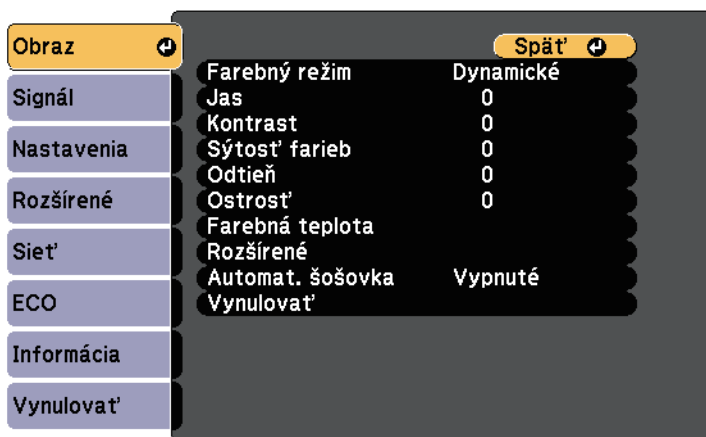 Obraz
Signál
Nastavenia
Rozšírené
Sieť
ECO
Informácia
Vynulovať
Späť
Farebný režim Dynamické
Jas 0
Kontrast 0
Sýtosť farieb 0
Odtieň 0
Ostrosť 0
Farebná teplota
Rozšírené
Automat. šošovka Vypnuté
Vynulovať